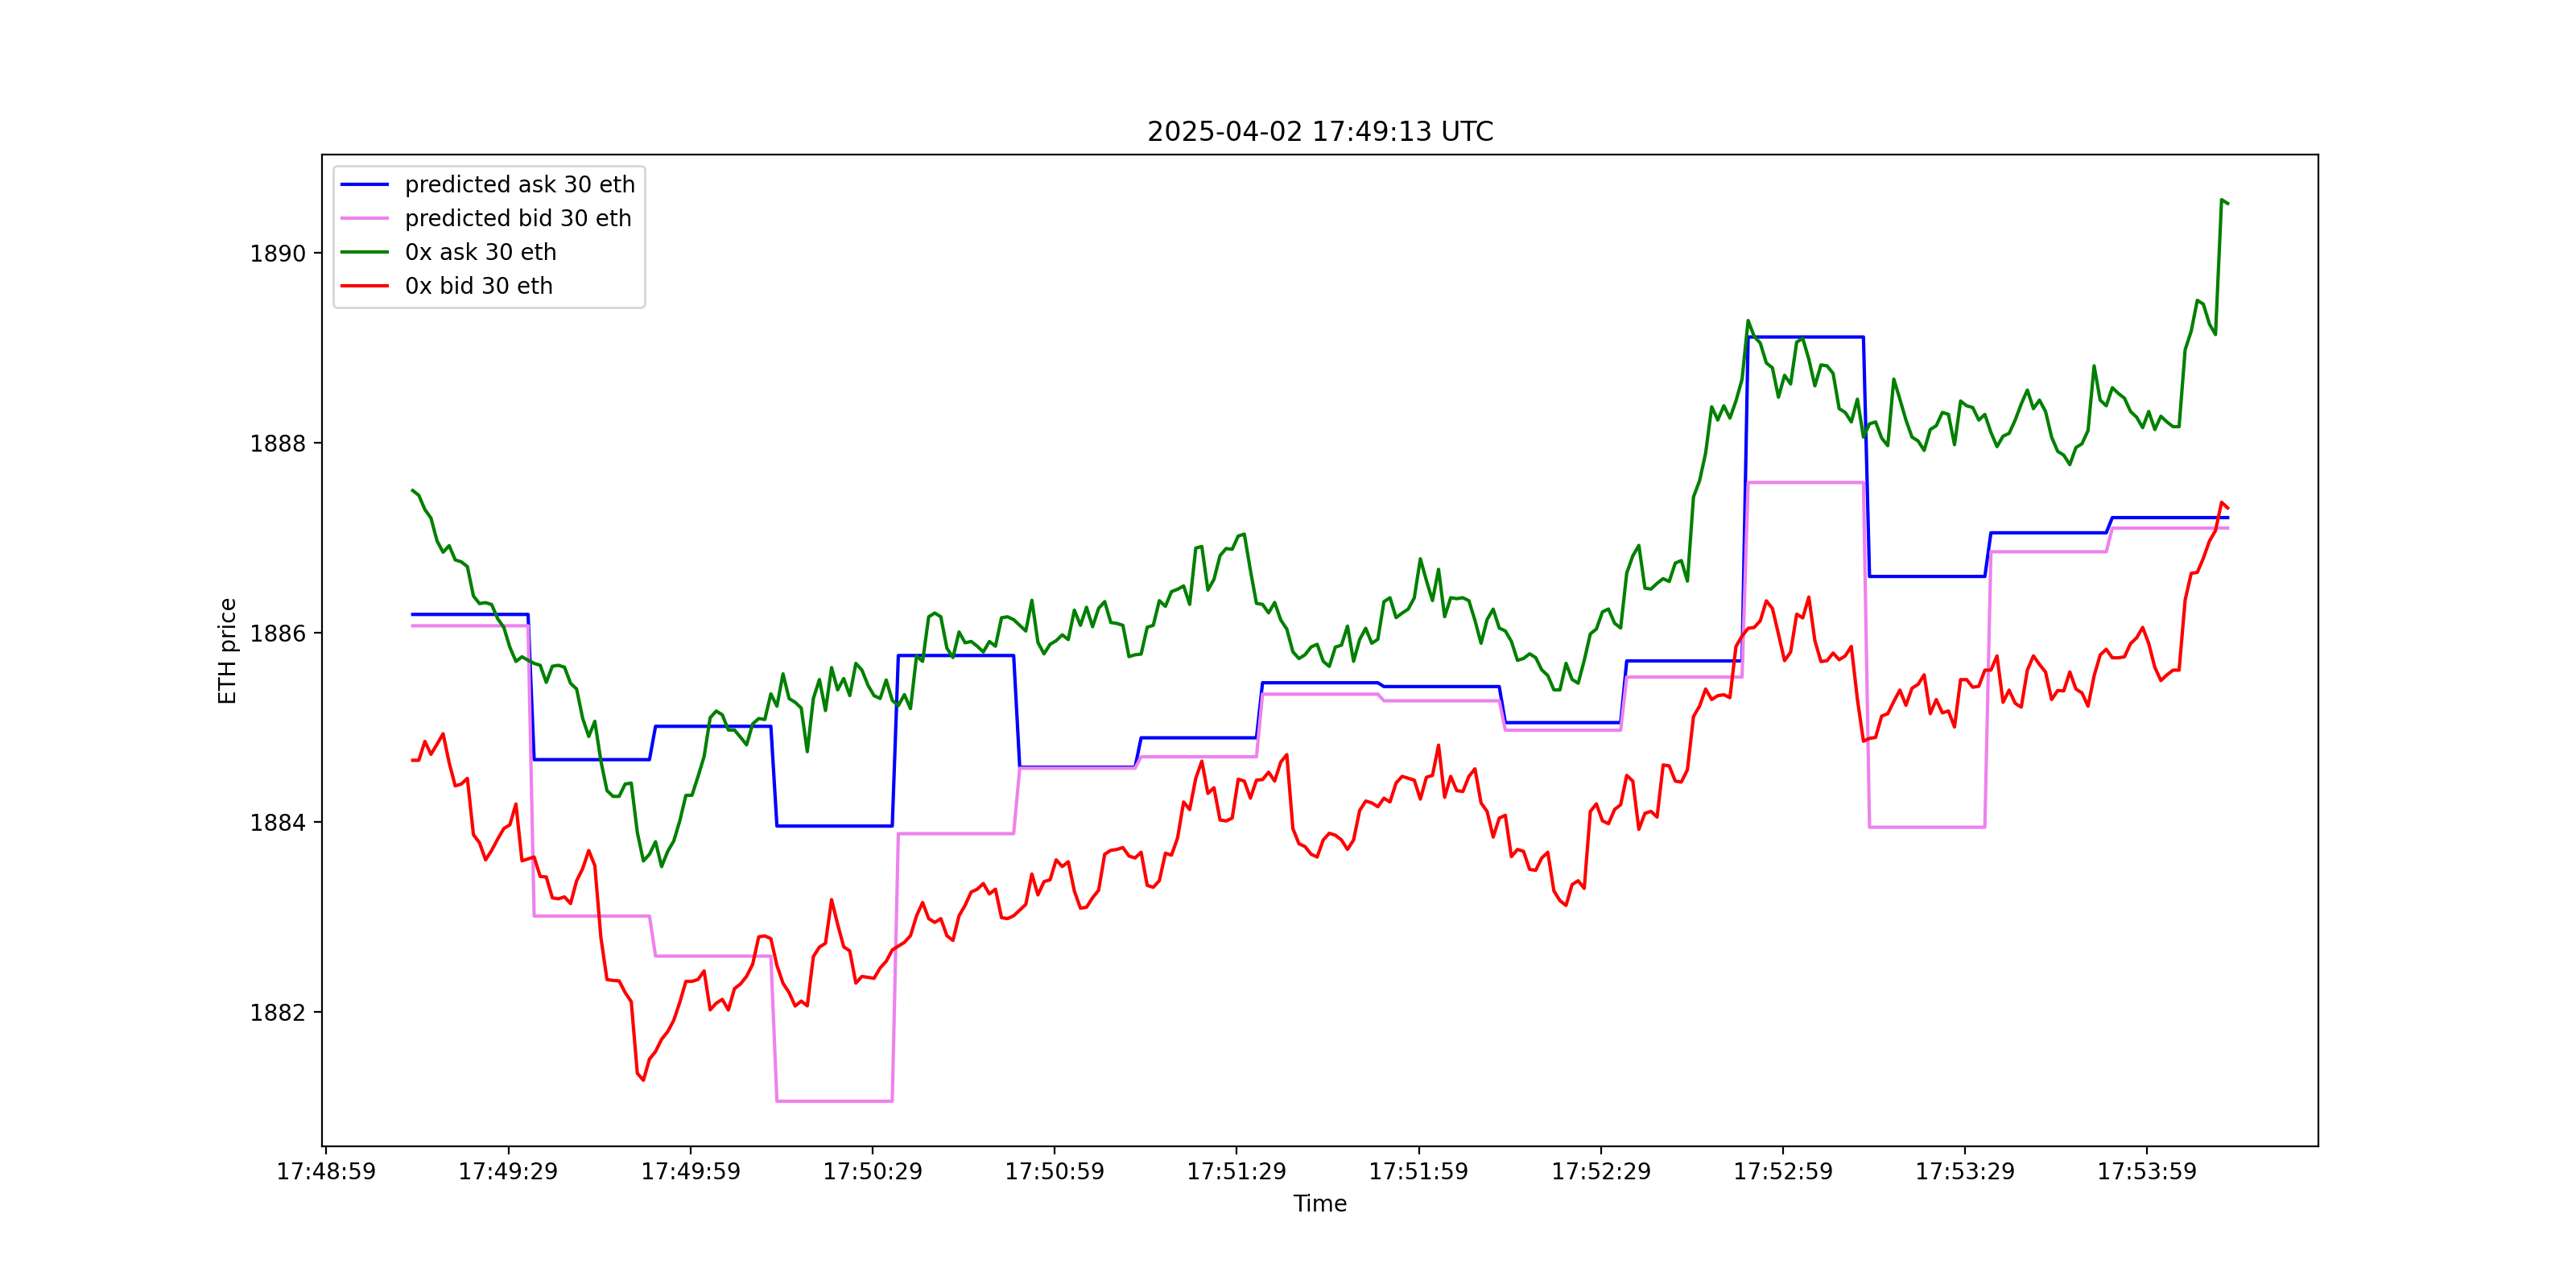 2025-04-02 17:49:13 UTC
predicted ask 30 eth
predicted bid 30 eth
0x ask 30 eth
0x bid 30 eth
1890
1888
1886
1884
1882
ETH price
17:48:59 17:49:29 17:49:59 17:50:29 17:50:59 17:51:29 17:51:59 17:52:29 17:52:59 17:53:29 17:53:59
Time